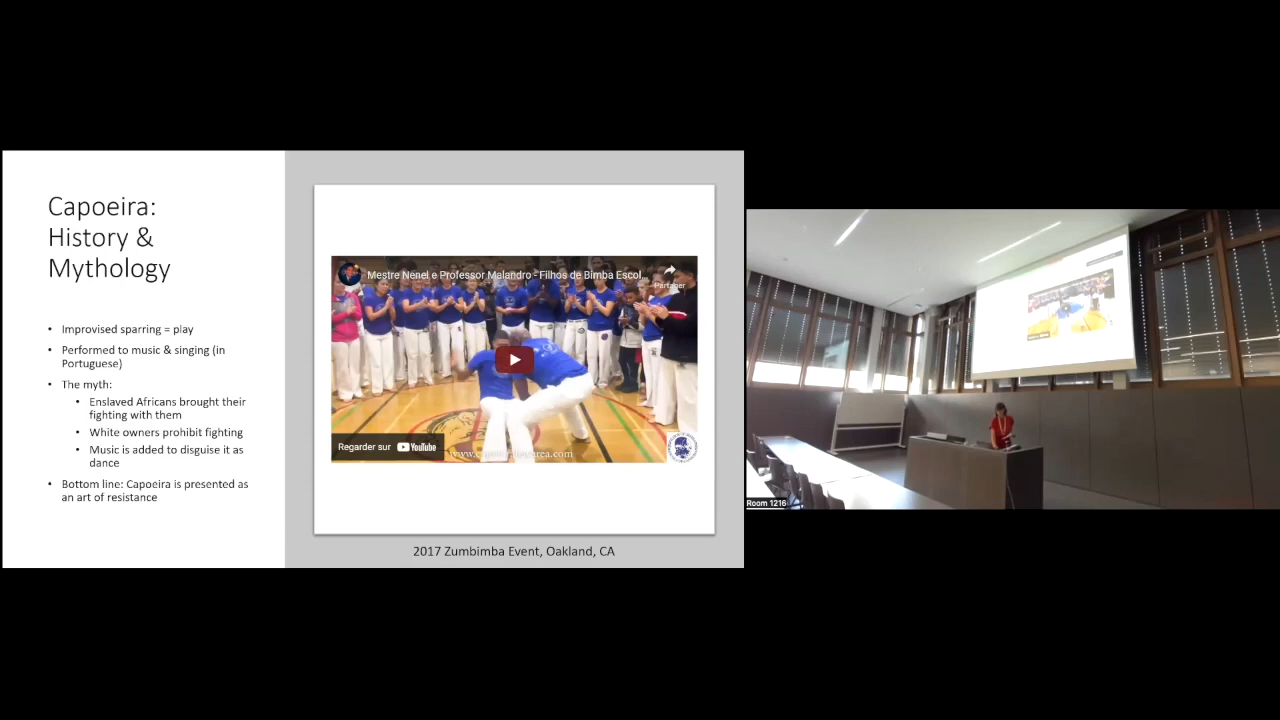 Capoeira:
History &
Mythology
• Improvised sparring = play
• Performed to music & singing (in
Portuguese)
• The myth:
• Enslaved Africans brought their
fighting with them
• White owners prohibit fighting
• Music is added to disguise it as
dance
• Bottom line: Capoeira is presented as
an art of resistance
Mestre Nenel e Professor Malandro - Filhos de Bimba Escol...
Partager
Regarder sur YouTube
2017 Zumbimba Event, Oakland, CA
Room 1216